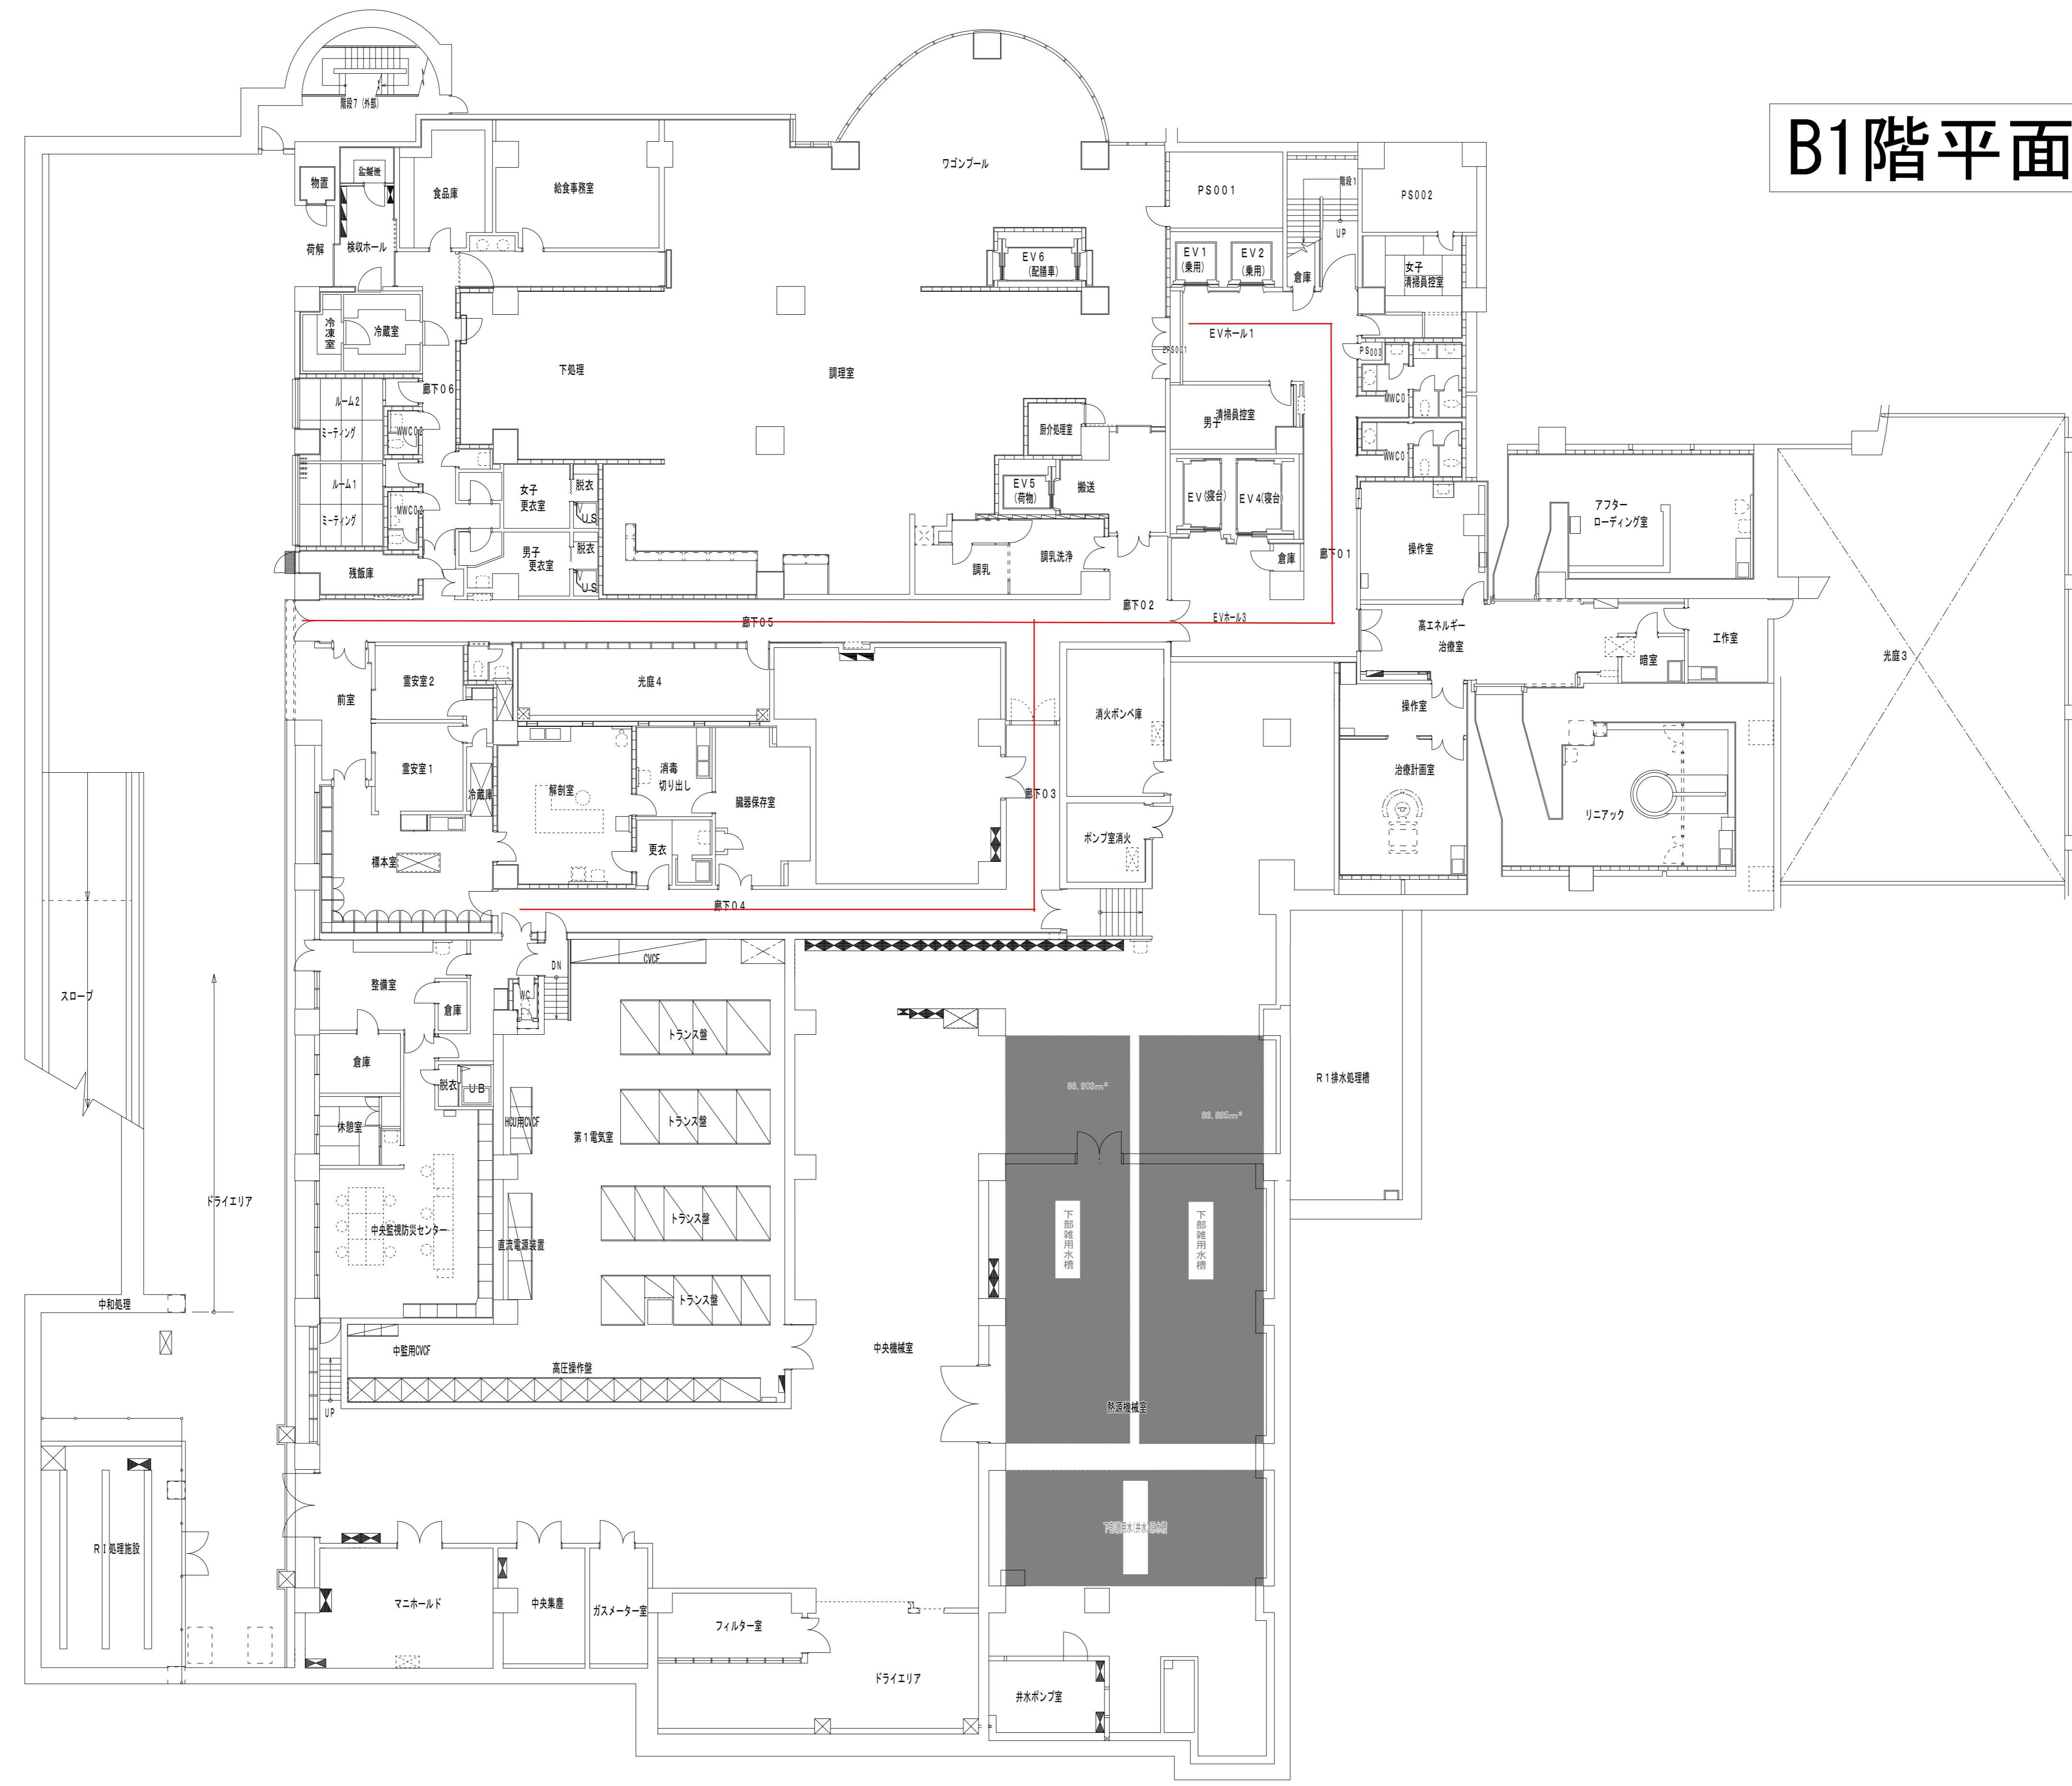 B1階平面
階段7 (外部)
物置
検収ホール
荷解
食品庫
給食事務室
ワゴンプール
PS001
階段1
UP
PS002
EV6
(配膳車)
EV1
(乗用)
EV2
(乗用)
倉庫
女子
清掃員控室
冷凍室
冷蔵室
廊下06
下処理
調理室
EVホール1
EPS001
PS003
ルーム2
ミーティング
WWC02
男子
清掃員控室
MWC0
厨介処理室
ルーム1
ミーティング
MWC02
女子
更衣室
脱衣
US
EV5
(荷物)
搬送
EV(寝台)
EV4(寝台)
WWC0
アフター
ローディング室
操作室
男子
更衣室
脱衣
US
残飯庫
調乳
調乳洗浄
倉庫
廊下01
廊下05
廊下02
EVホール3
高エネルギー
治療室
暗室
工作室
光庭3
前室
霊安室2
光庭4
消火ボンベ庫
操作室
霊安室1
冷蔵庫
解剖室
消毒
切り出し
臓器保存室
廊下03
治療計画室
リニアック
標本室
更衣
ポンプ室消火
廊下04
整備室
倉庫
WC
DN
CVCF
スロープ
トランス盤
倉庫
脱衣
UB
R1排水処理槽
休憩室
HCU用CVCF
第1電気室
トランス盤
ドライエリア
中央監視防災センター
直流電源装置
トランス盤
下部雑用水槽
下部雑用水槽
中和処理
トランス盤
中監用CVCF
高圧操作盤
中央機械室
UP
熱源機械室
RI処理施設
マニホールド
中央集塵
ガスメーター室
フィルター室
ドライエリア
井水ポンプ室